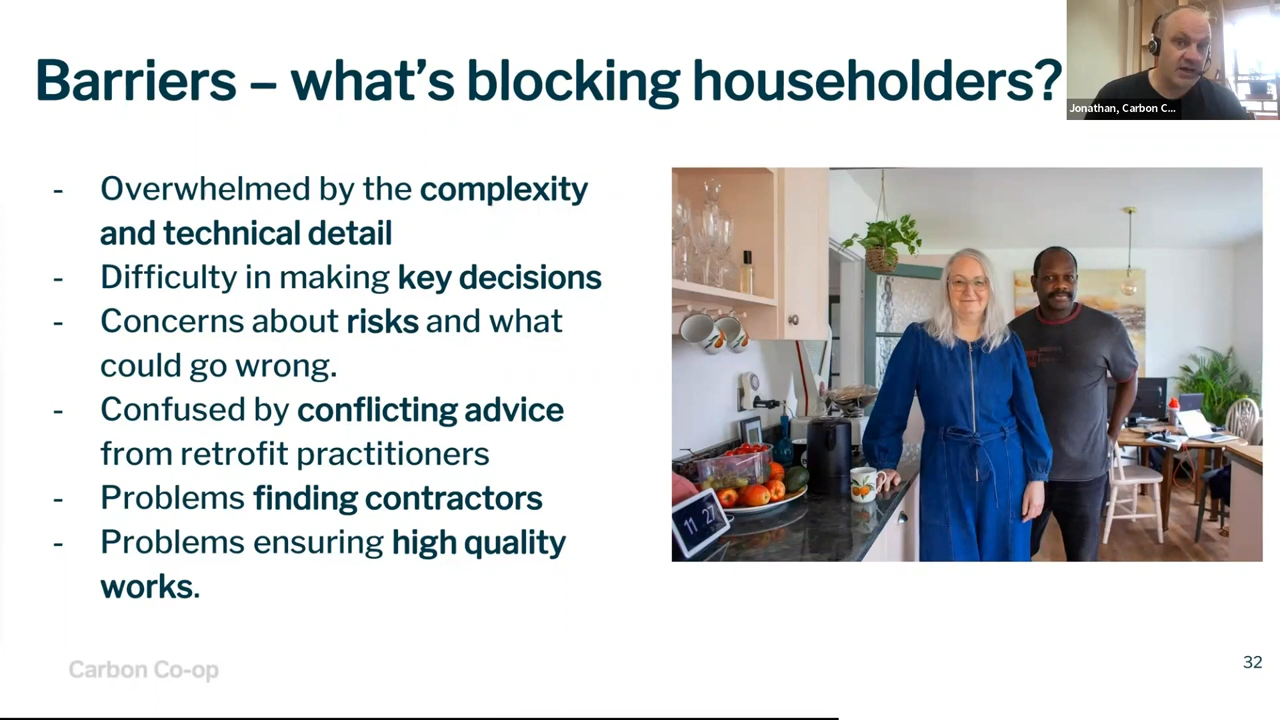 Barriers – what's blocking householders?
Jonathan, Carbon C...
- Overwhelmed by the complexity
and technical detail
- Difficulty in making key decisions
- Concerns about risks and what
could go wrong.
- Confused by conflicting advice
from retrofit practitioners
- Problems finding contractors
- Problems ensuring high quality
works.
11 27
Carbon Co-op
32